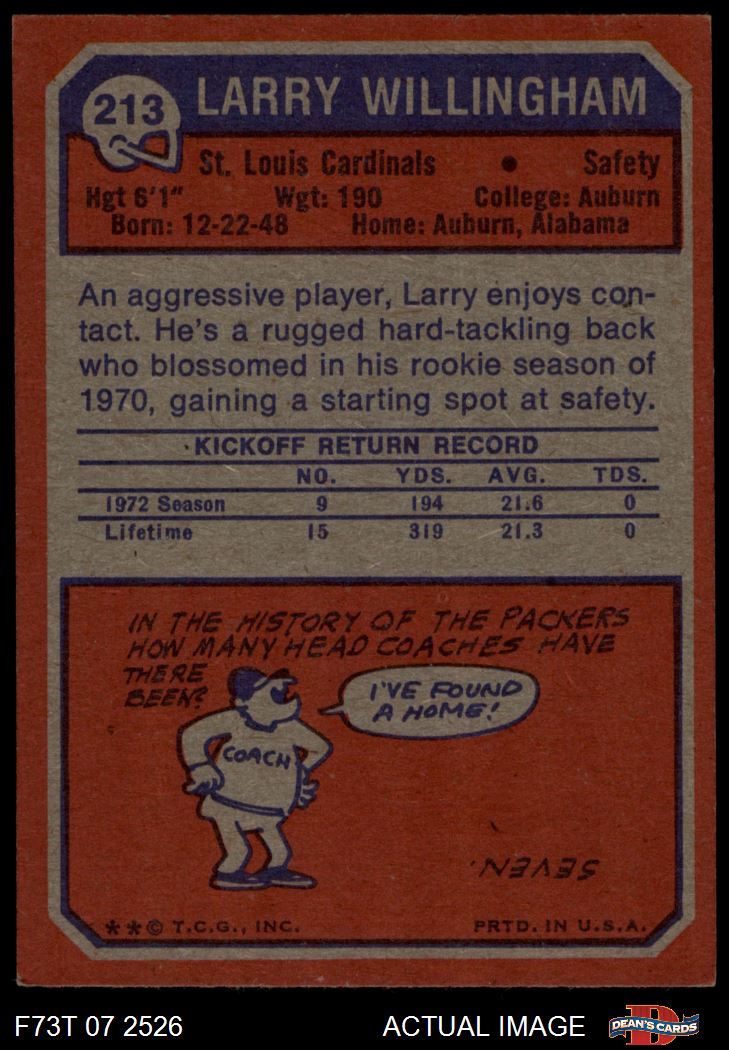 213
LARRY WILLINGHAM
St. Louis Cardinals • Safety
Hgt 6'1" Wgt: 190 College: Auburn
Born: 12-22-48 Home: Auburn, Alabama
An aggressive player, Larry enjoys con-
tact. He's a rugged hard-tackling back
who blossomed in his rookie season of
1970, gaining a starting spot at safety.
KICKOFF RETURN RECORD
NO. YDS. AVG. TDS.
1972 Season 9 194 21.6 0
Lifetime 15 319 21.3 0
IN THE HISTORY OF THE PACKERS
HOW MANY HEAD COACHES HAVE
THERE
BEEN?
I'VE FOUND
A HOME!
COACH
SEVEN.
**© T.C.G., INC. PRTD. IN U.S.A.
F73T 07 2526 ACTUAL IMAGE
D
DEAN'S CARDS